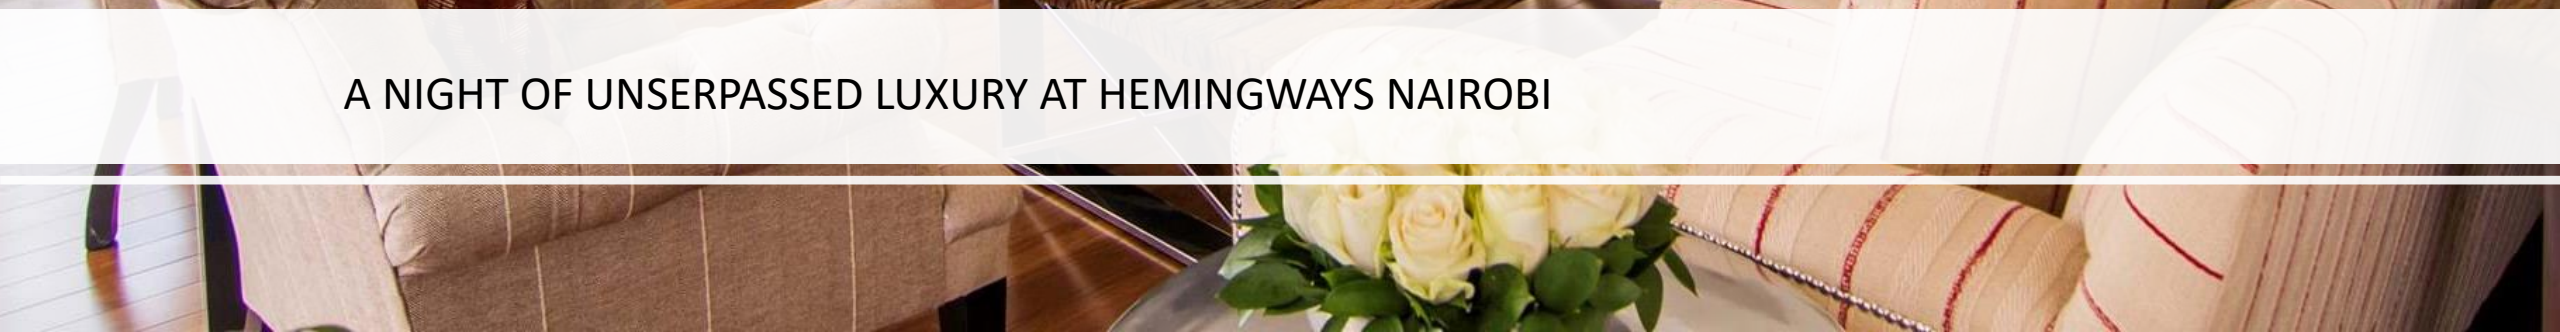 A NIGHT OF UNSERPASSED LUXURY AT HEMINGWAYS NAIROBI